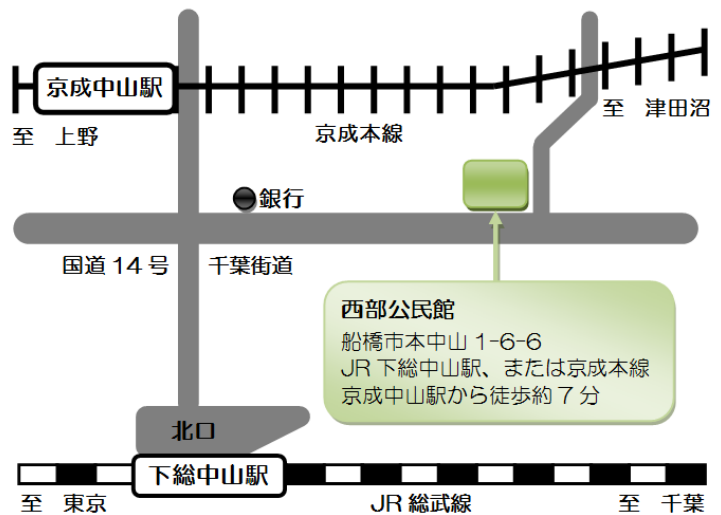 京成中山駅
至 上野
京成本線
至 津田沼
銀行
国道14号 千葉街道
西部公民館
船橋市本中山 1-6-6
JR 下総中山駅、または京成本線
京成中山駅から徒歩約7分
北口
下総中山駅
至 東京
JR 総武線
至 千葉